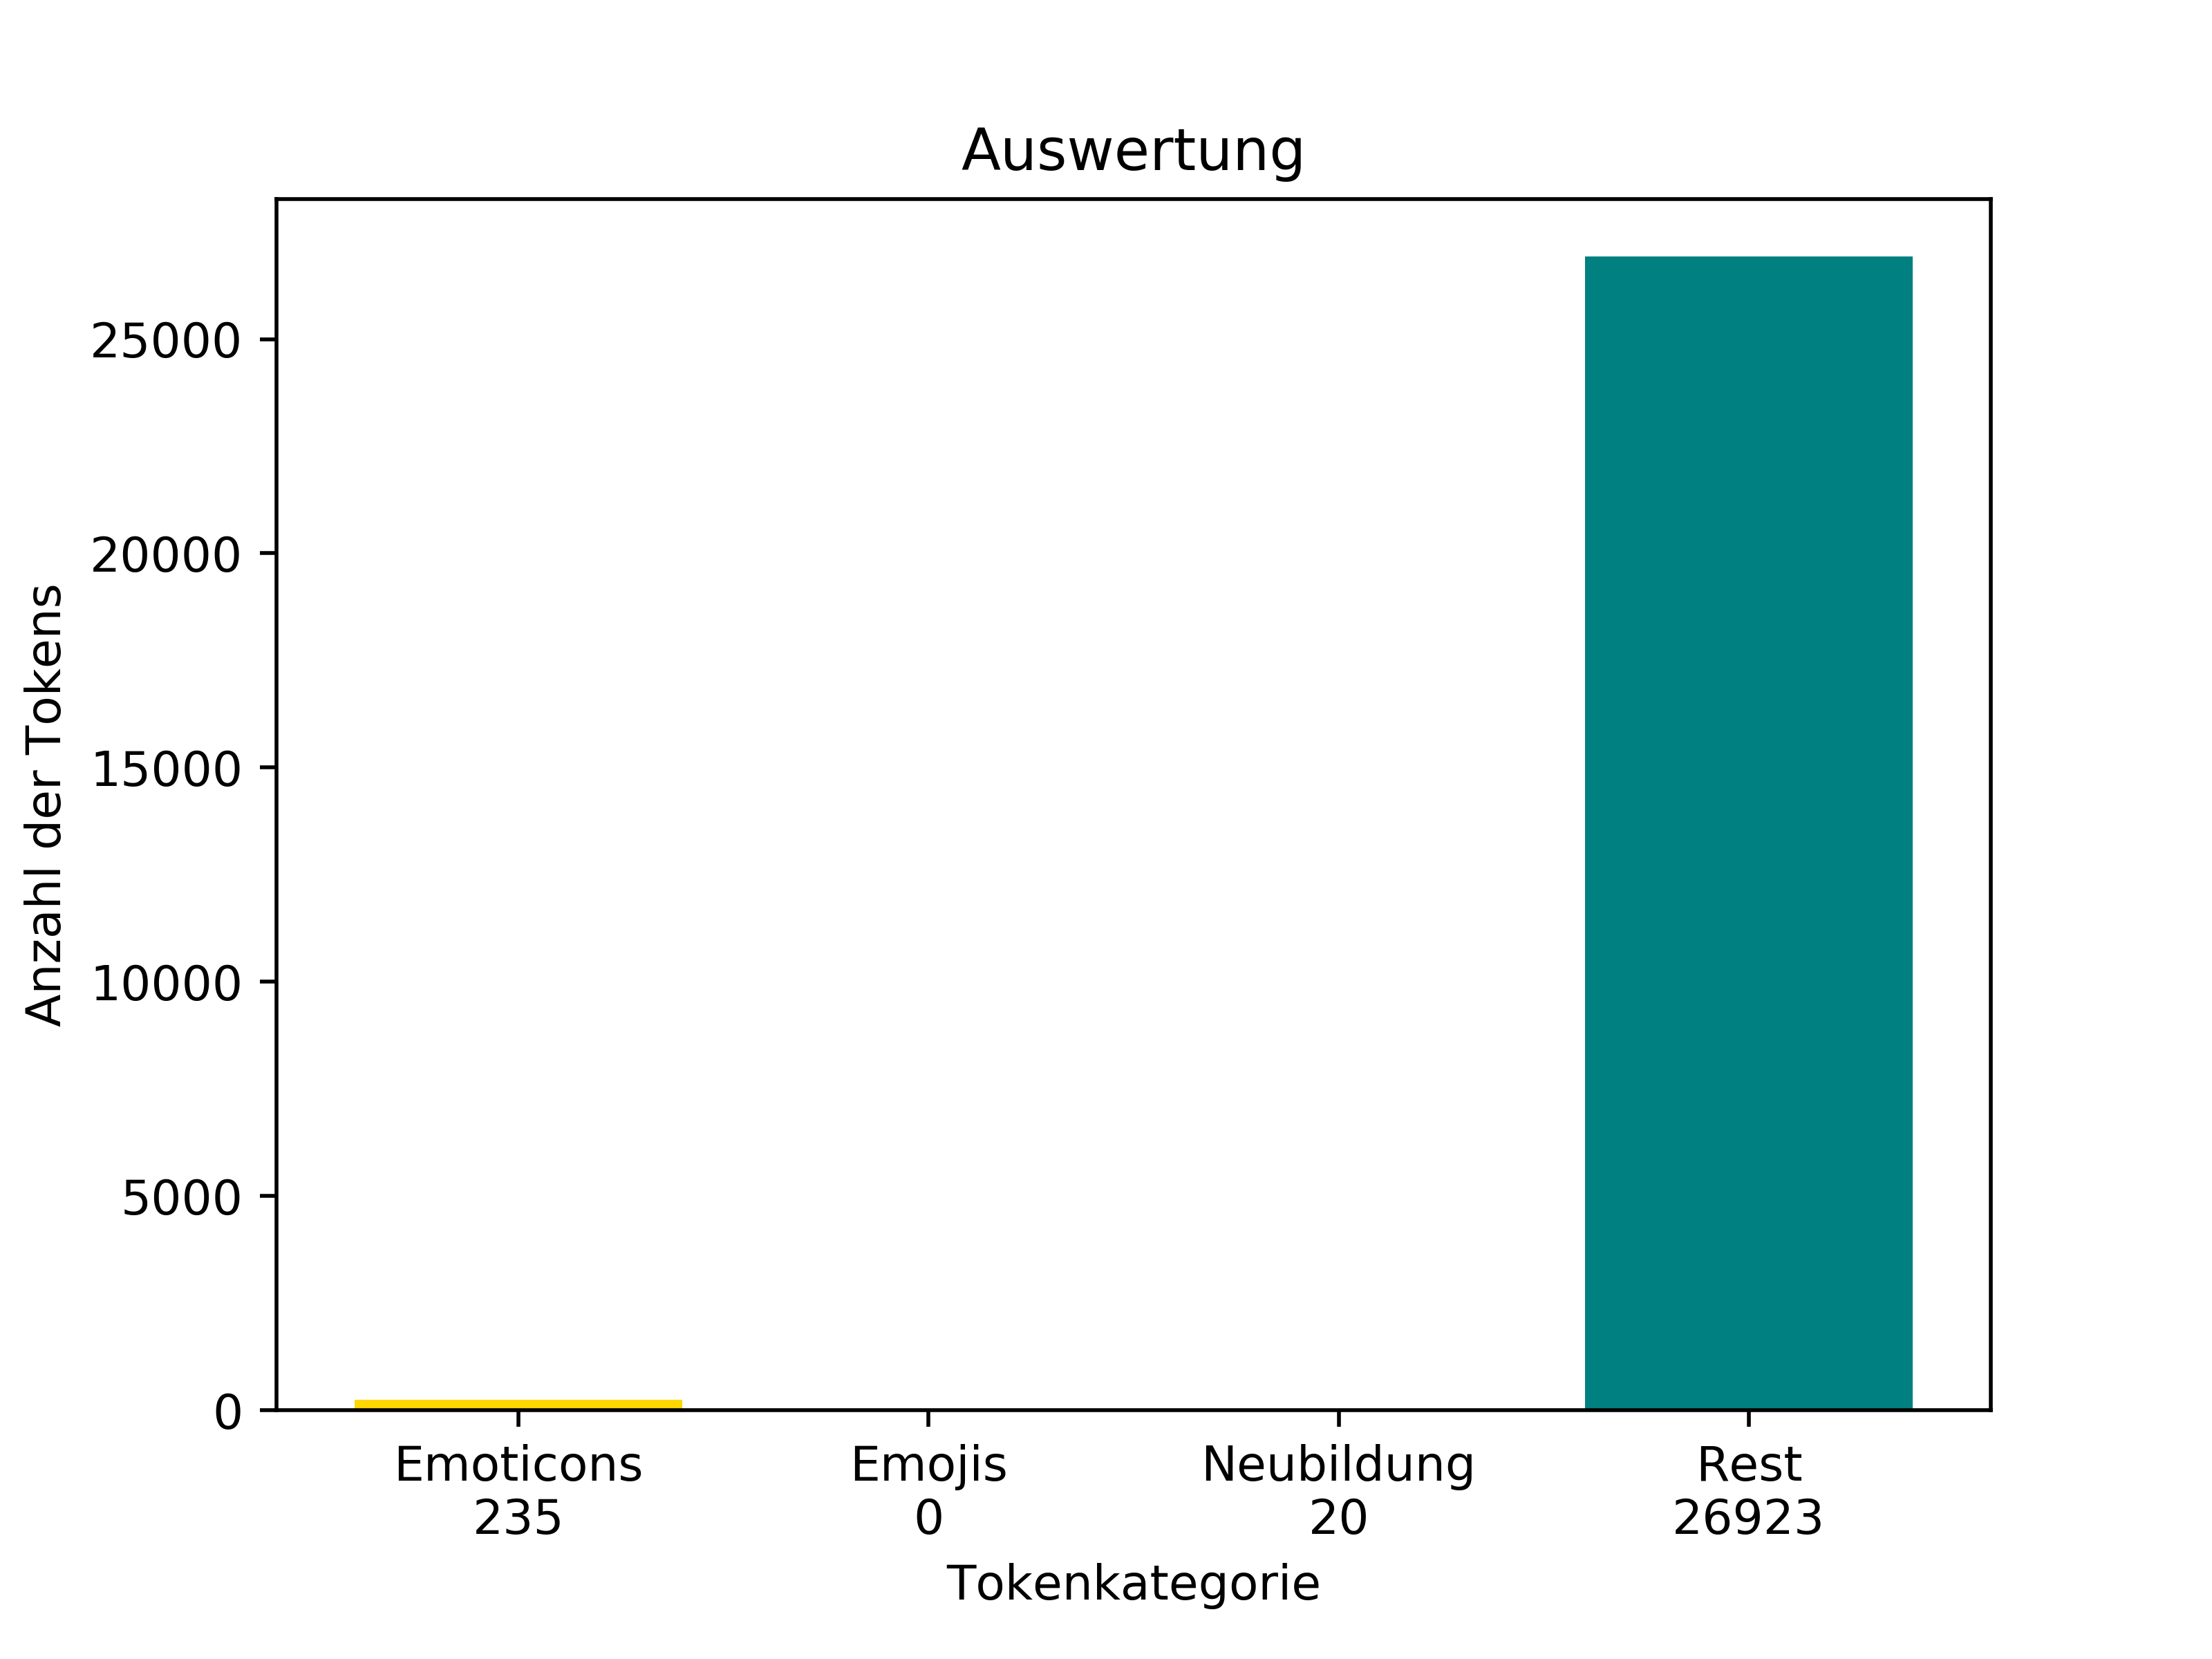 Auswertung
Anzahl der Tokens
25000
20000
15000
10000
5000
0
Emoticons Emojis Neubildung Rest
235 0 20 26923
Tokenkategorie